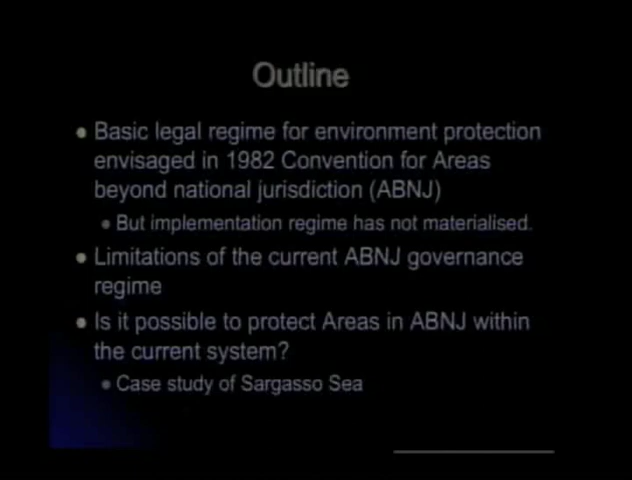 Outline
Basic legal regime for environment protection
envisaged in 1982 Convention for Areas
beyond national jurisdiction (ABNJ)
But implementation regime has not materialised.
Limitations of the current ABNJ governance
regime
Is it possible to protect Areas in ABNJ within
the current system?
Case study of Sargasso Sea